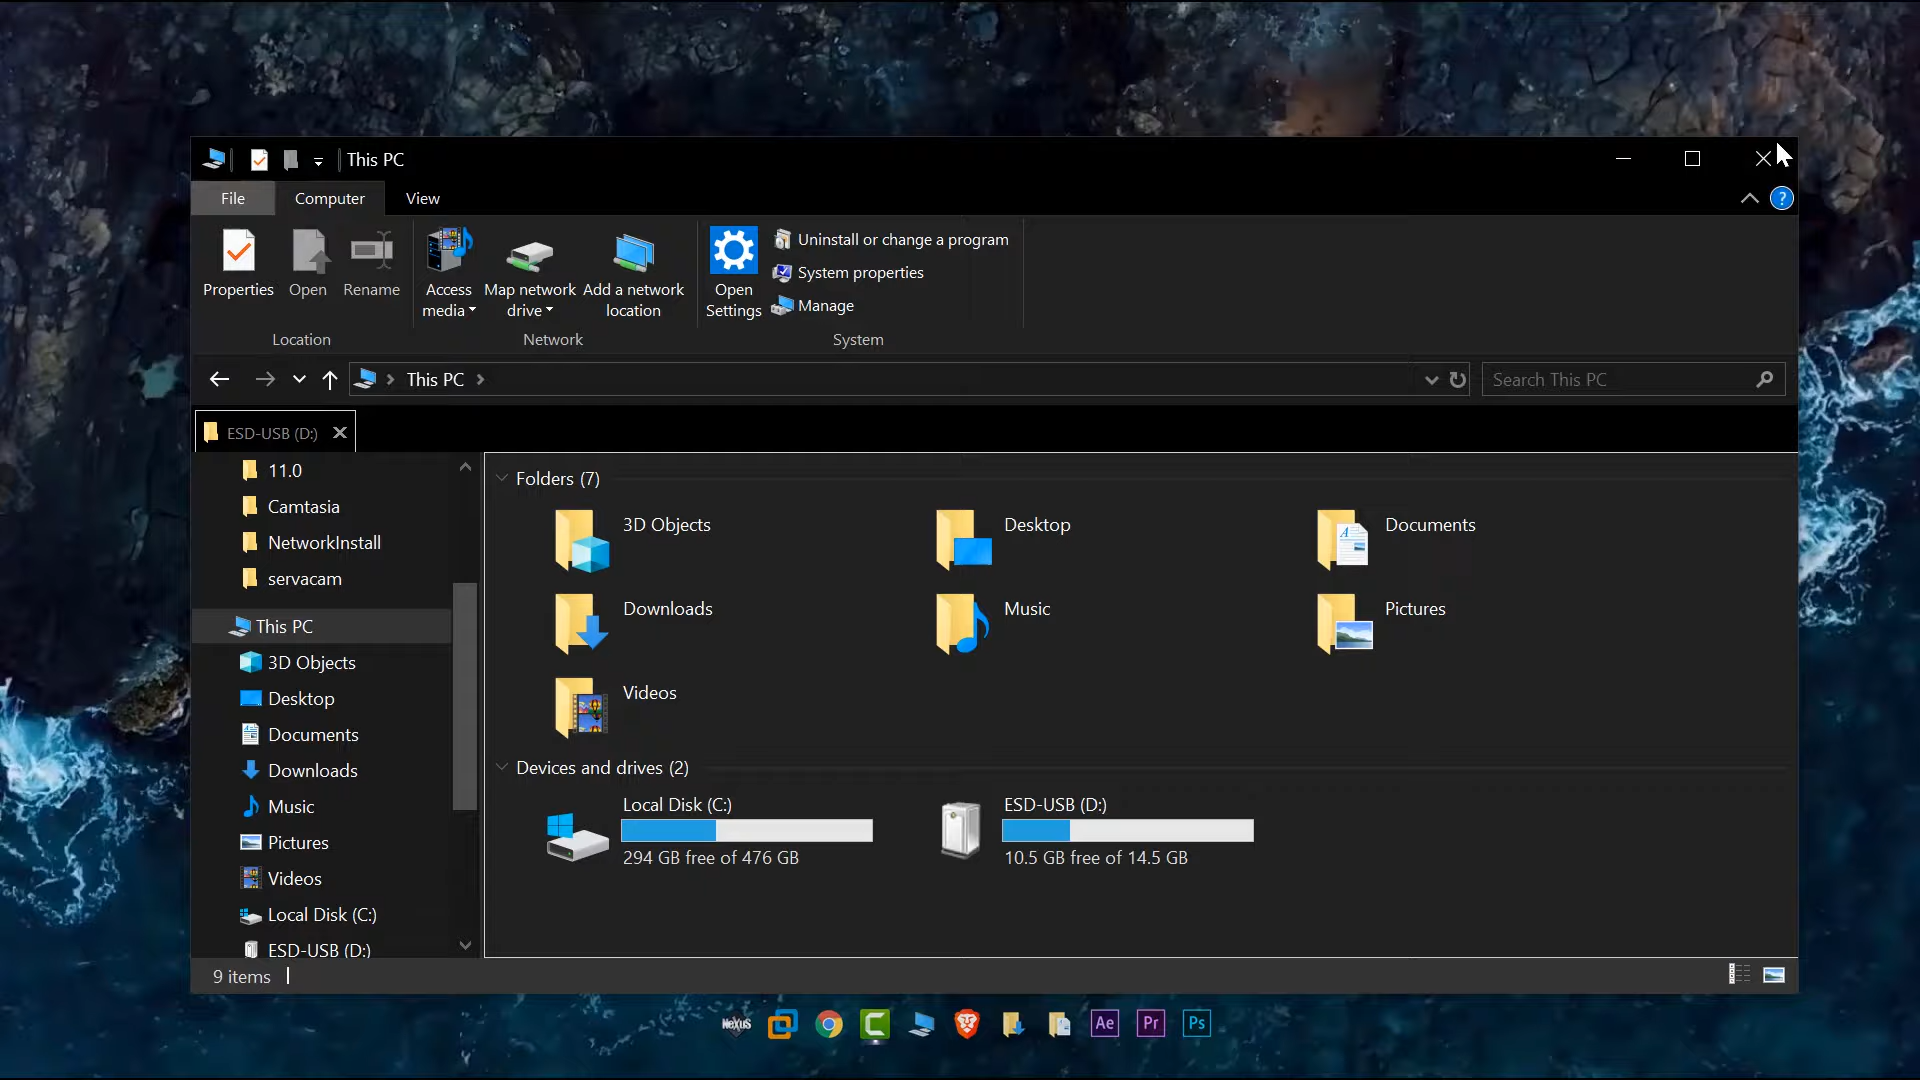 This PC
File Computer View
?
Properties Open Rename Access media Map network drive Add a network location Open Settings
Uninstall or change a program
System properties
Manage
Location Network System
This PC Search This PC
ESD-USB (D:)
11.0
Camtasia
NetworkInstall
servacam
This PC
3D Objects
Desktop
Documents
Downloads
Music
Pictures
Videos
Local Disk (C:)
ESD-USB (D:)
Folders (7)
3D Objects Desktop Documents
Downloads Music Pictures
Videos
Devices and drives (2)
Local Disk (C:) ESD-USB (D:)
294 GB free of 476 GB 10.5 GB free of 14.5 GB
9 items
NeXuS Ae Pr Ps